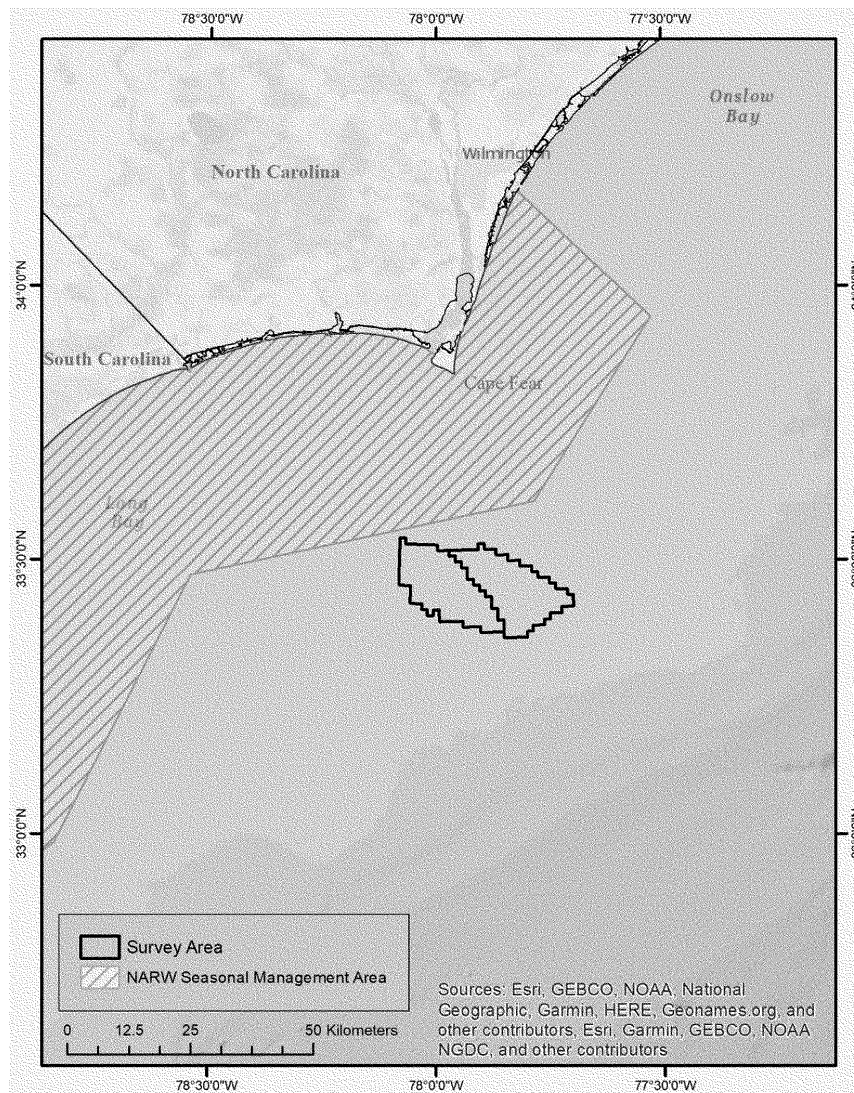 78°30'0"W 78°0'0"W 77°30'0"W
Onslow
Bay
Wilmington
North Carolina
34°0'0"N
South Carolina
Cape Fear
Long
Bay
33°30'0"N
33°0'0"N
Survey Area
NARW Seasonal Management Area
0 12.5 25 50 Kilometers
Sources: Esri, GEBCO, NOAA, National
Geographic, Garmin, HERE, Geonames.org, and
other contributors, Esri, Garmin, GEBCO, NOAA
NGDC, and other contributors
78°30'0"W 78°0'0"W 77°30'0"W